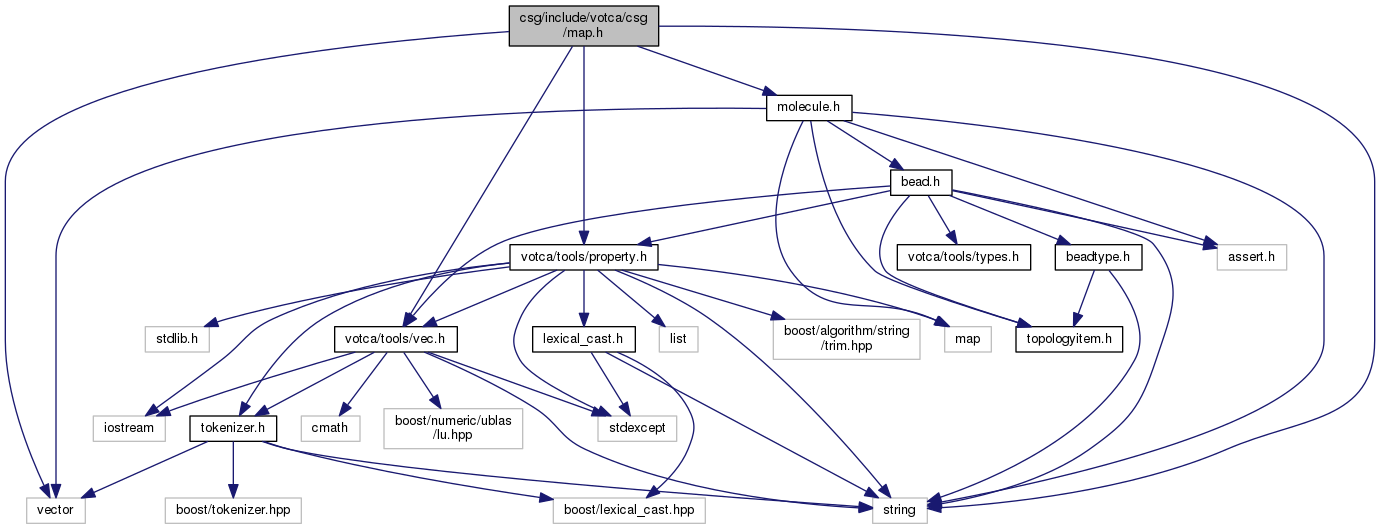 csg/include/votca/csg
/map.h
molecule.h
bead.h
votca/tools/property.h
votca/tools/types.h
beadtype.h
assert.h
stdlib.h
votca/tools/vec.h
lexical_cast.h
list
boost/algorithm/string
/trim.hpp
map
topologyitem.h
iostream
tokenizer.h
cmath
boost/numeric/ublas
/lu.hpp
stdexcept
vector
boost/tokenizer.hpp
boost/lexical_cast.hpp
string